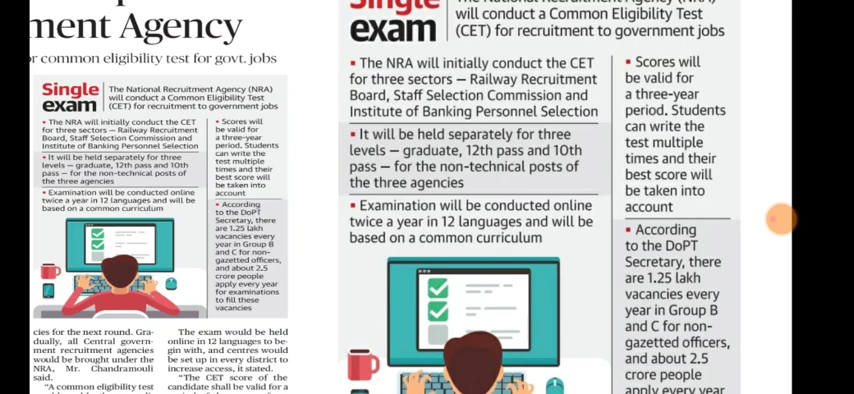 ment Agency
r common eligibility test for govt. jobs
Single
exam
The National Recruitment Agency (NRA)
will conduct a Common Eligibility Test
(CET) for recruitment to government jobs
▪ The NRA will initially conduct the CET
for three sectors — Railway Recruitment
Board, Staff Selection Commission and
Institute of Banking Personnel Selection
▪ It will be held separately for three
levels — graduate, 12th pass and 10th
pass — for the non-technical posts of
the three agencies
▪ Examination will be conducted online
twice a year in 12 languages and will be
based on a common curriculum
▪ Scores will
be valid for
a three-year
period. Students
can write the
test multiple
times and their
best score will
be taken into
account
▪ According
to the DoPT
Secretary, there
are 1.25 lakh
vacancies every
year in Group B
and C for non-
gazetted officers,
and about 2.5
crore people
apply every year
for examinations
to fill these
vacancies
cies for the next round. Gra-
dually, all Central govern-
ment recruitment agencies
would be brought under the
NRA, Mr. Chandramouli
said.
"A common eligibility test
The exam would be held
online in 12 languages to be-
gin with, and centres would
be set up in every district to
increase access, it stated.
"The CET score of the
candidate shall be valid for a
Single
exam
The National Recruitment Agency (NRA)
will conduct a Common Eligibility Test
(CET) for recruitment to government jobs
▪ The NRA will initially conduct the CET
for three sectors — Railway Recruitment
Board, Staff Selection Commission and
Institute of Banking Personnel Selection
▪ It will be held separately for three
levels — graduate, 12th pass and 10th
pass — for the non-technical posts of
the three agencies
▪ Examination will be conducted online
twice a year in 12 languages and will be
based on a common curriculum
▪ Scores will
be valid for
a three-year
period. Students
can write the
test multiple
times and their
best score will
be taken into
account
▪ According
to the DoPT
Secretary, there
are 1.25 lakh
vacancies every
year in Group B
and C for non-
gazetted officers,
and about 2.5
crore people
apply every year